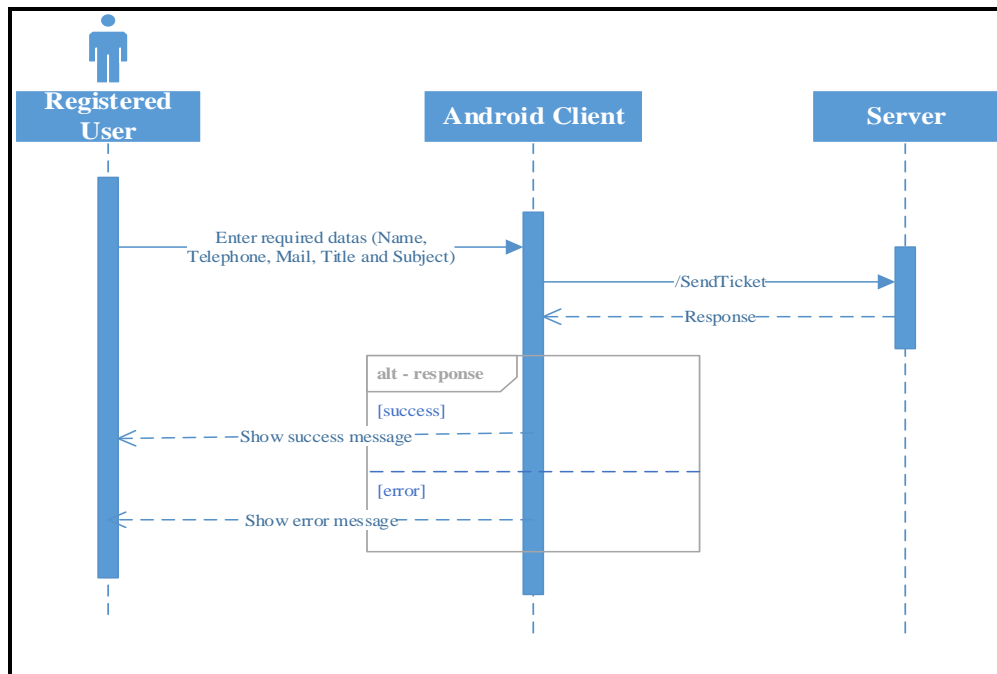 Registered
User
Android Client
Server
Enter required datas (Name,
Telephone, Mail, Title and Subject)
/SendTicket
Response
alt - response
[success]
Show success message
[error]
Show error message